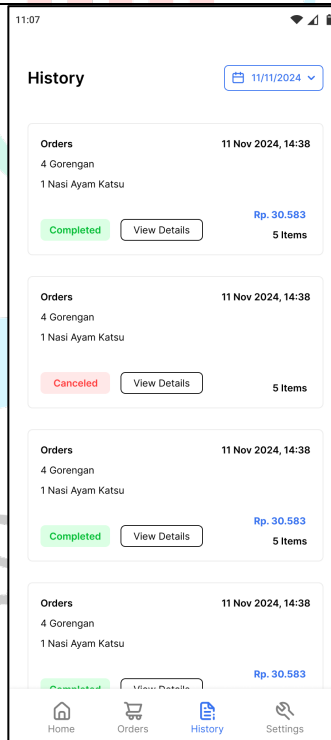 11:07
History
11/11/2024
Orders 11 Nov 2024, 14:38
4 Gorengan
1 Nasi Ayam Katsu
Rp. 30.583
Completed View Details 5 Items
Orders 11 Nov 2024, 14:38
4 Gorengan
1 Nasi Ayam Katsu
Canceled View Details 5 Items
Orders 11 Nov 2024, 14:38
4 Gorengan
1 Nasi Ayam Katsu
Rp. 30.583
Completed View Details 5 Items
Orders 11 Nov 2024, 14:38
4 Gorengan
1 Nasi Ayam Katsu
Rp. 30.583
Completed View Details
Home Orders History Settings